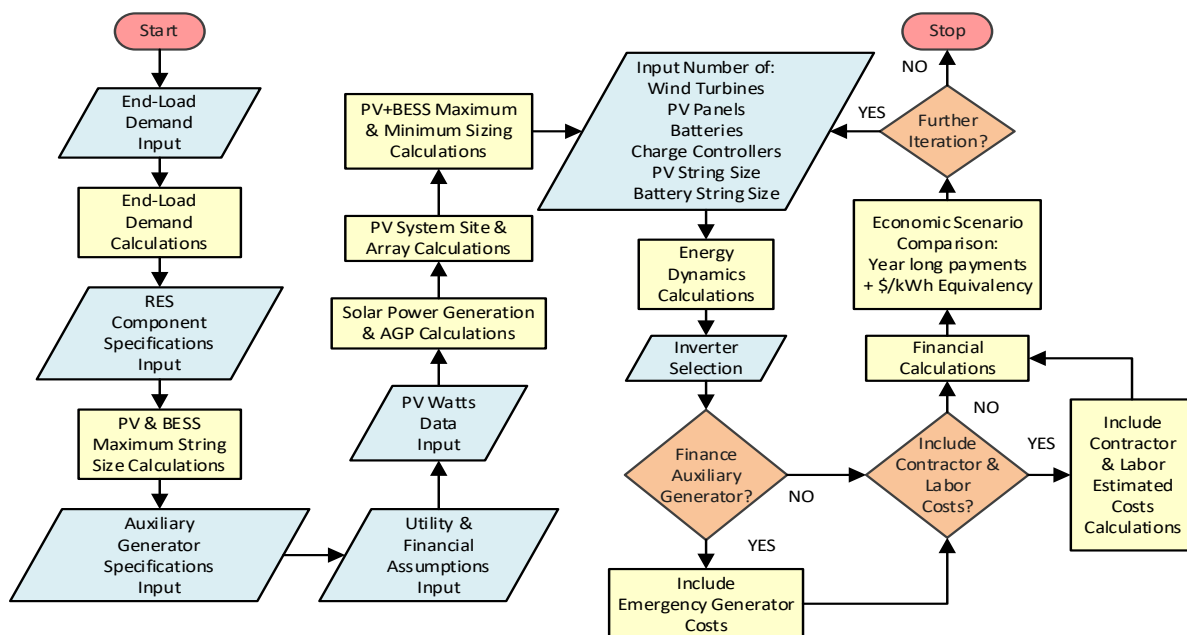 Start
End-Load
Demand
Input
End-Load
Demand
Calculations
RES
Component
Specifications
Input
PV & BESS
Maximum String
Size Calculations
Auxiliary
Generator
Specifications
Input
Utility &
Financial
Assumptions
Input
PV Watts
Data
Input
Solar Power Generation
& AGP Calculations
PV System Site &
Array Calculations
PV+BESS Maximum
& Minimum Sizing
Calculations
Input Number of:
Wind Turbines
PV Panels
Batteries
Charge Controllers
PV String Size
Battery String Size
Energy
Dynamics
Calculations
Inverter
Selection
Finance
Auxiliary
Generator?
NO
YES
Include
Emergency Generator
Costs
Include
Contractor &
Labor
Costs?
NO
YES
Include
Contractor
& Labor
Estimated
Costs
Calculations
Financial
Calculations
Economic Scenario
Comparison:
Year long payments
+ $/kWh Equivalency
Further
Iteration?
YES
NO
Stop